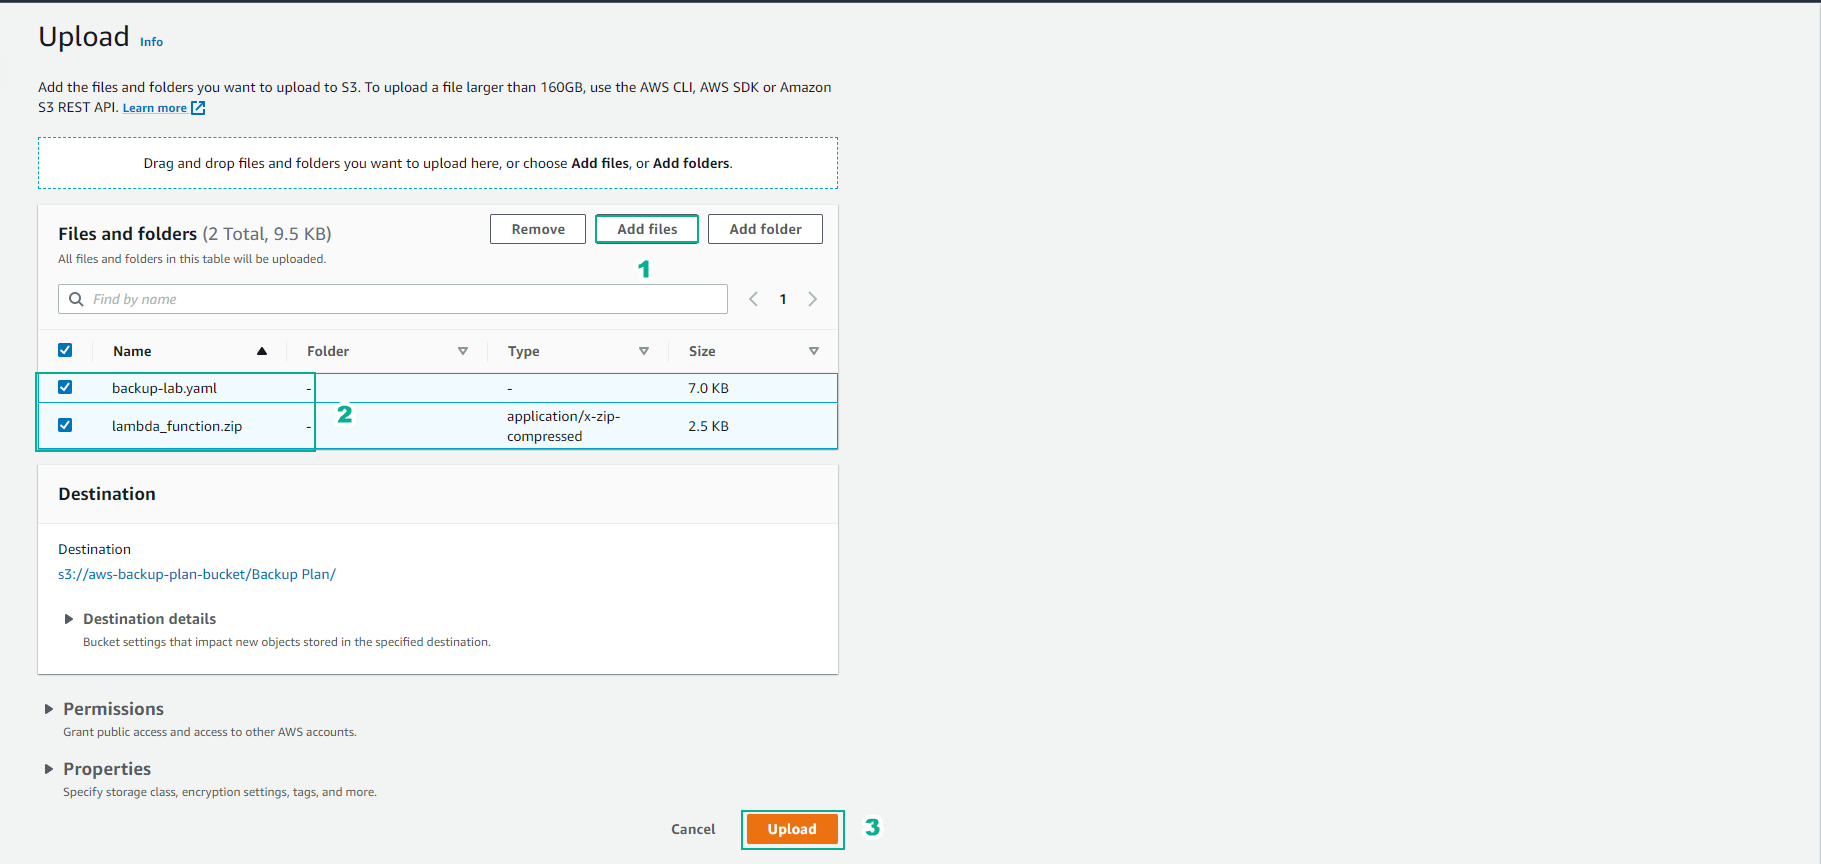 Upload Info
Add the files and folders you want to upload to S3. To upload a file larger than 160GB, use the AWS CLI, AWS SDK or Amazon
S3 REST API. Learn more
Drag and drop files and folders you want to upload here, or choose Add files, or Add folders.
Files and folders (2 Total, 9.5 KB)
All files and folders in this table will be uploaded.
Remove
Add files
Add folder
1
Find by name
1
Name Folder Type Size
backup-lab.yaml - - 7.0 KB
lambda_function.zip - application/x-zip-
compressed 2.5 KB
2
Destination
Destination
s3://aws-backup-plan-bucket/Backup Plan/
Destination details
Bucket settings that impact new objects stored in the specified destination.
Permissions
Grant public access and access to other AWS accounts.
Properties
Specify storage class, encryption settings, tags, and more.
Cancel
Upload
3